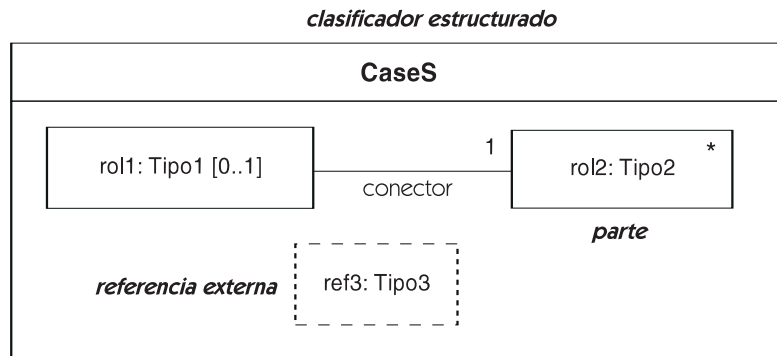 clasificador estructurado
CaseS
rol1: Tipo1 [0..1]
1
conector
rol2: Tipo2
*
parte
referencia externa
ref3: Tipo3